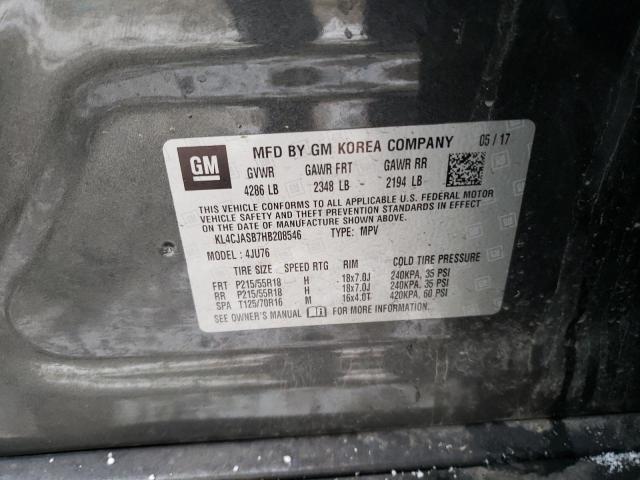 GM
MFD BY GM KOREA COMPANY 05 / 17
GVWR GAWR FRT GAWR RR
4286 LB 2348 LB 2194 LB
THIS VEHICLE CONFORMS TO ALL APPLICABLE U.S. FEDERAL MOTOR
VEHICLE SAFETY AND THEFT PREVENTION STANDARDS IN EFFECT
ON THE DATE OF MANUFACTURE SHOWN ABOVE.
KL4CJASB7HB208546 TYPE: 1MPV
MODEL : 4JU76
TIRE SIZE SPEED RTG RIM COLD TIRE PRESSURE
FRT P215/55R18 H 18x7.0J 240KPA, 35 PSI
RR P215/55R18 H 18x7.0J 240KPA, 35 PSI
SPA T125/70R16 M 16x4.0T 420KPA, 60 PSI
SEE OWNER'S MANUAL FOR MORE INFORMATION.